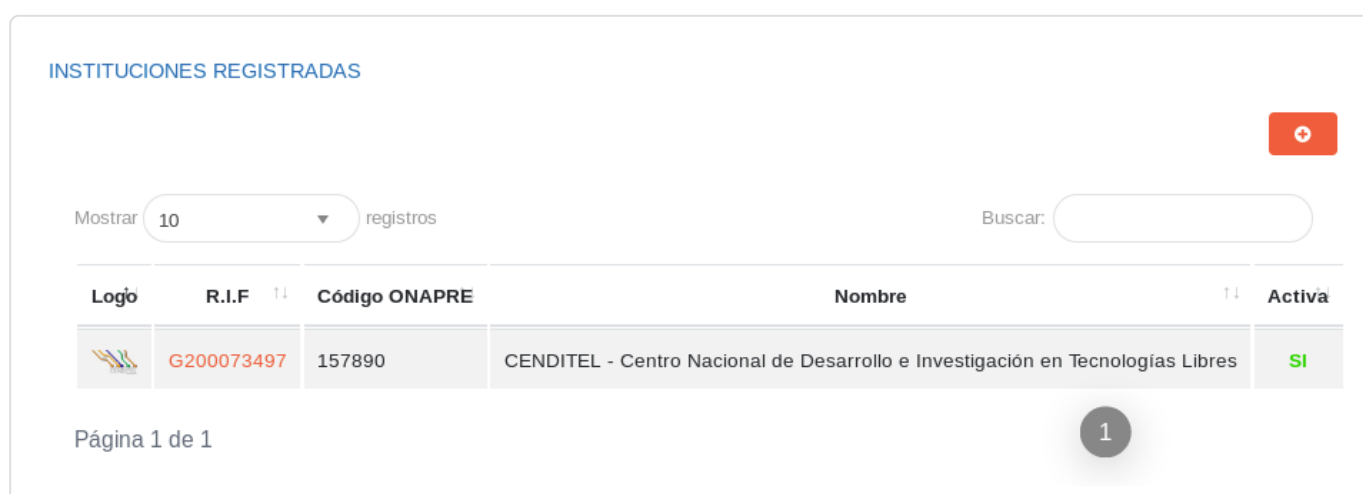 INSTITUCIONES REGISTRADAS
Mostrar 10 registros Buscar:
Logo R.I.F Código ONAPRE Nombre Activa
G200073497 157890 CENDITEL - Centro Nacional de Desarrollo e Investigación en Tecnologías Libres SI
Página 1 de 1 1